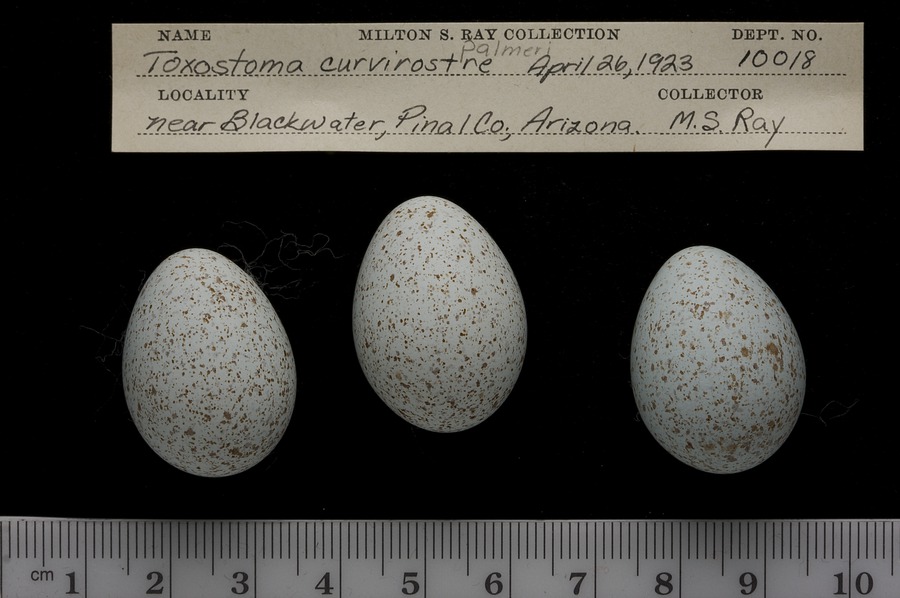 NAME MILTON S. RAY COLLECTION DEPT. NO.
palmeri
Toxostoma curvirostre April 26, 1923 10018
LOCALITY COLLECTOR
near Blackwater, Pinal Co., Arizona. M.S. Ray
cm 1 2 3 4 5 6 7 8 9 10